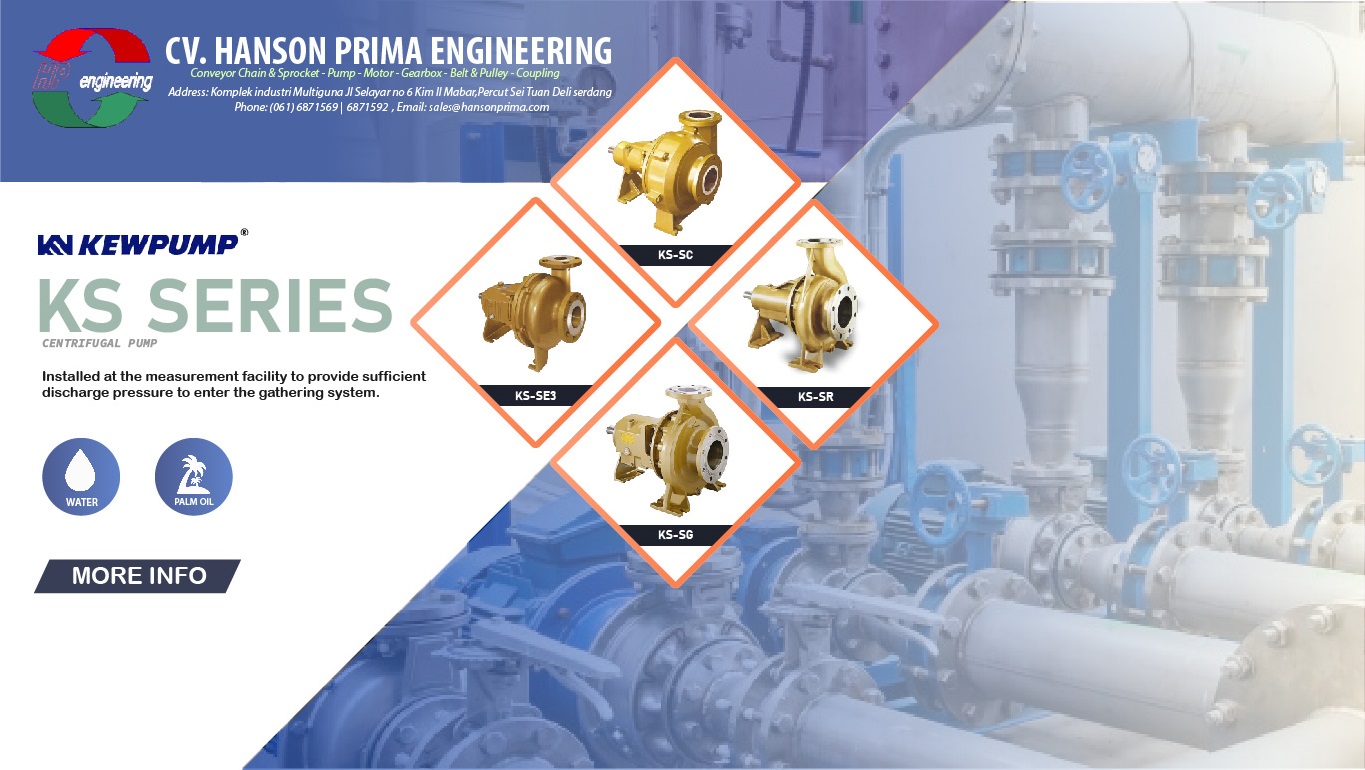 HP engineering
CV. HANSON PRIMA ENGINEERING
Conveyor Chain & Sprocket - Pump - Motor - Gearbox - Belt & Pulley - Coupling
Address: Komplek industri Multiguna Jl Selayar no 6 Kim II Mabar,Percut Sei Tuan Deli serdang
Phone: (061) 6871569 | 6871592 , Email: sales@hansonprima.com
KEWPUMP®
KS SERIES
CENTRIFUGAL PUMP
Installed at the measurement facility to provide sufficient
discharge pressure to enter the gathering system.
WATER
PALM OIL
MORE INFO
KS-SC
KS-SE3
KS-SR
KS-SG